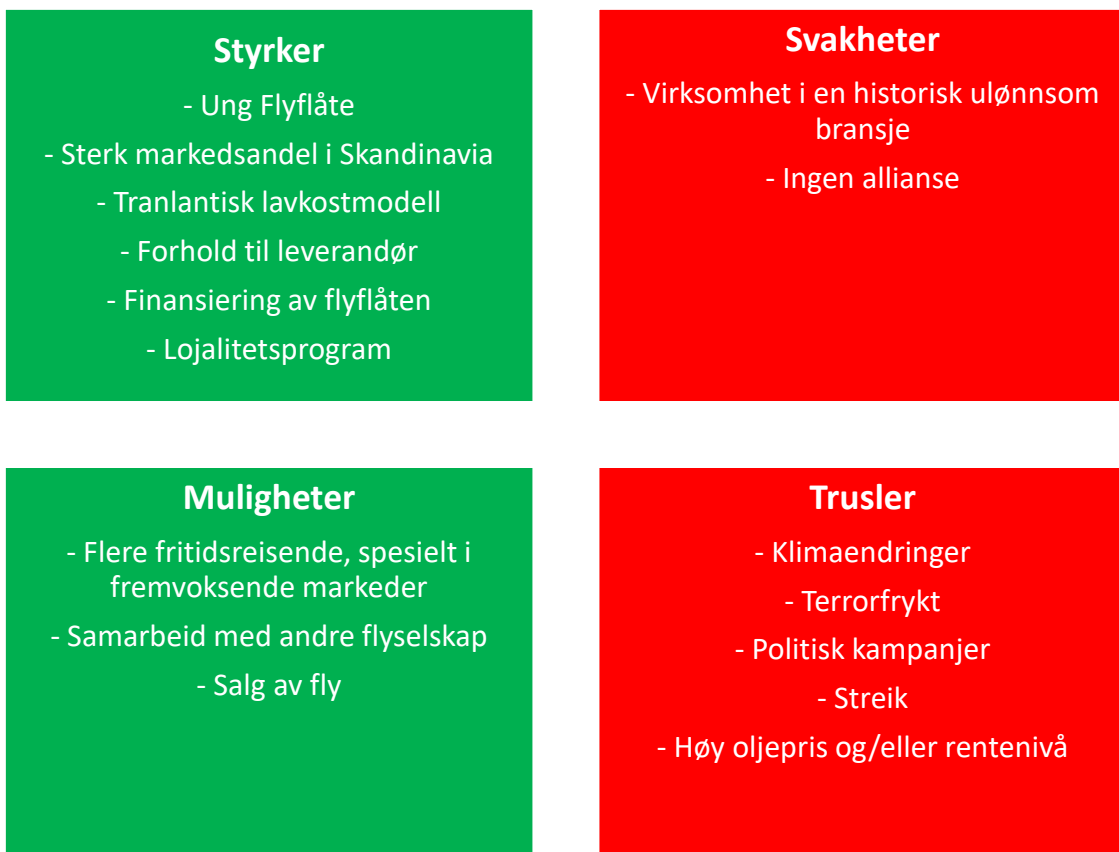 Styrker
- Ung Flyflåte
- Sterk markedsandel i Skandinavia
- Tranlantisk lavkostmodell
- Forhold til leverandør
- Finansiering av flyflåten
- Lojalitetsprogram
Svakheter
- Virksomhet i en historisk ulønnsom
bransje
- Ingen allianse
Muligheter
- Flere fritidsreisende, spesielt i
fremvoksende markeder
- Samarbeid med andre flyselskap
- Salg av fly
Trusler
- Klimaendringer
- Terrorfrykt
- Politisk kampanjer
- Streik
- Høy oljepris og/eller rentenivå